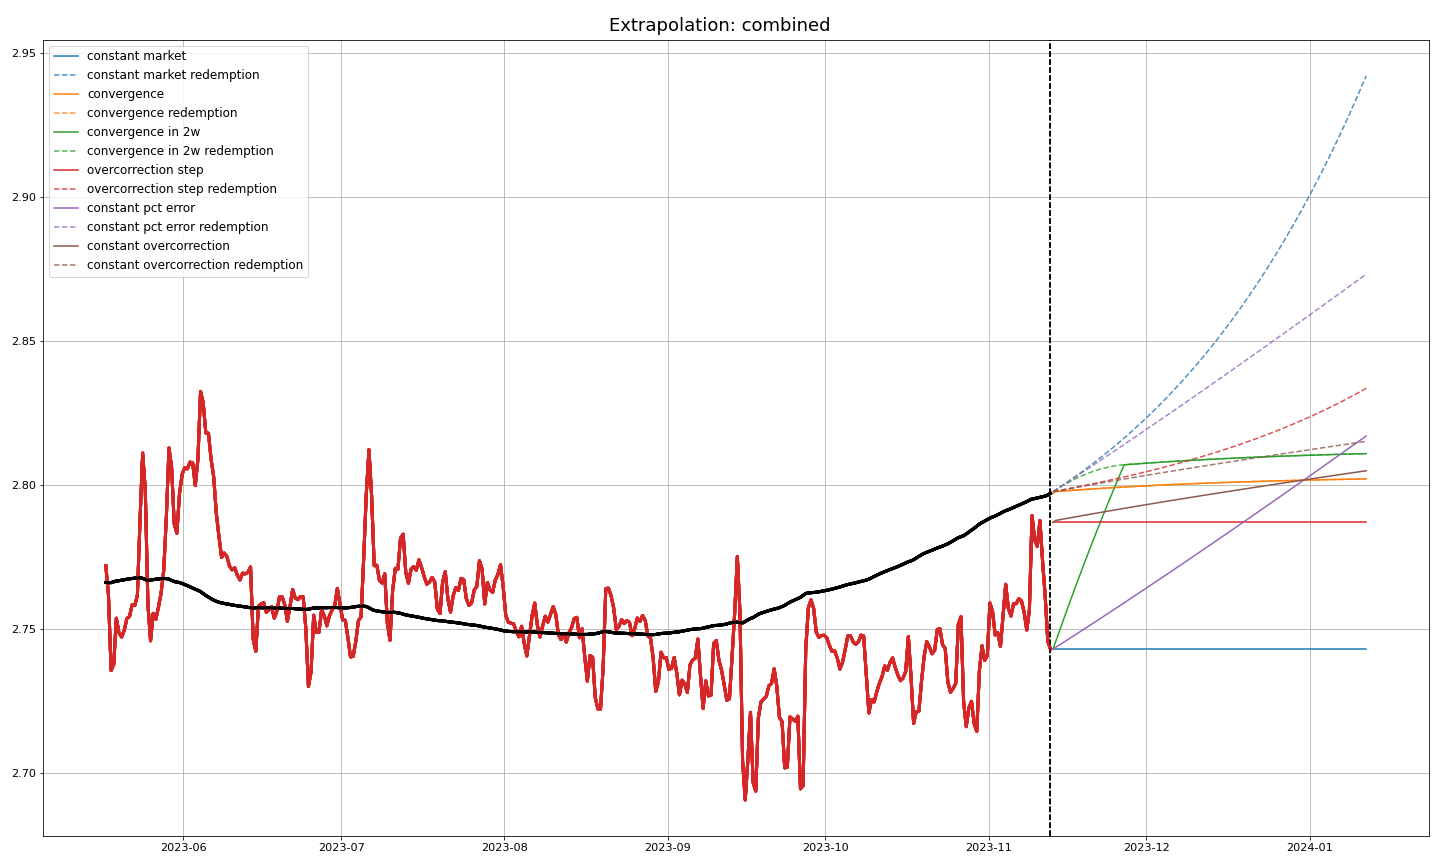 Extrapolation: combined
constant market
constant market redemption
convergence
convergence redemption
convergence in 2w
convergence in 2w redemption
overcorrection step
overcorrection step redemption
constant pct error
constant pct error redemption
constant overcorrection
constant overcorrection redemption
2.95
2.90
2.85
2.80
2.75
2.70
2023-06 2023-07 2023-08 2023-09 2023-10 2023-11 2023-12 2024-01